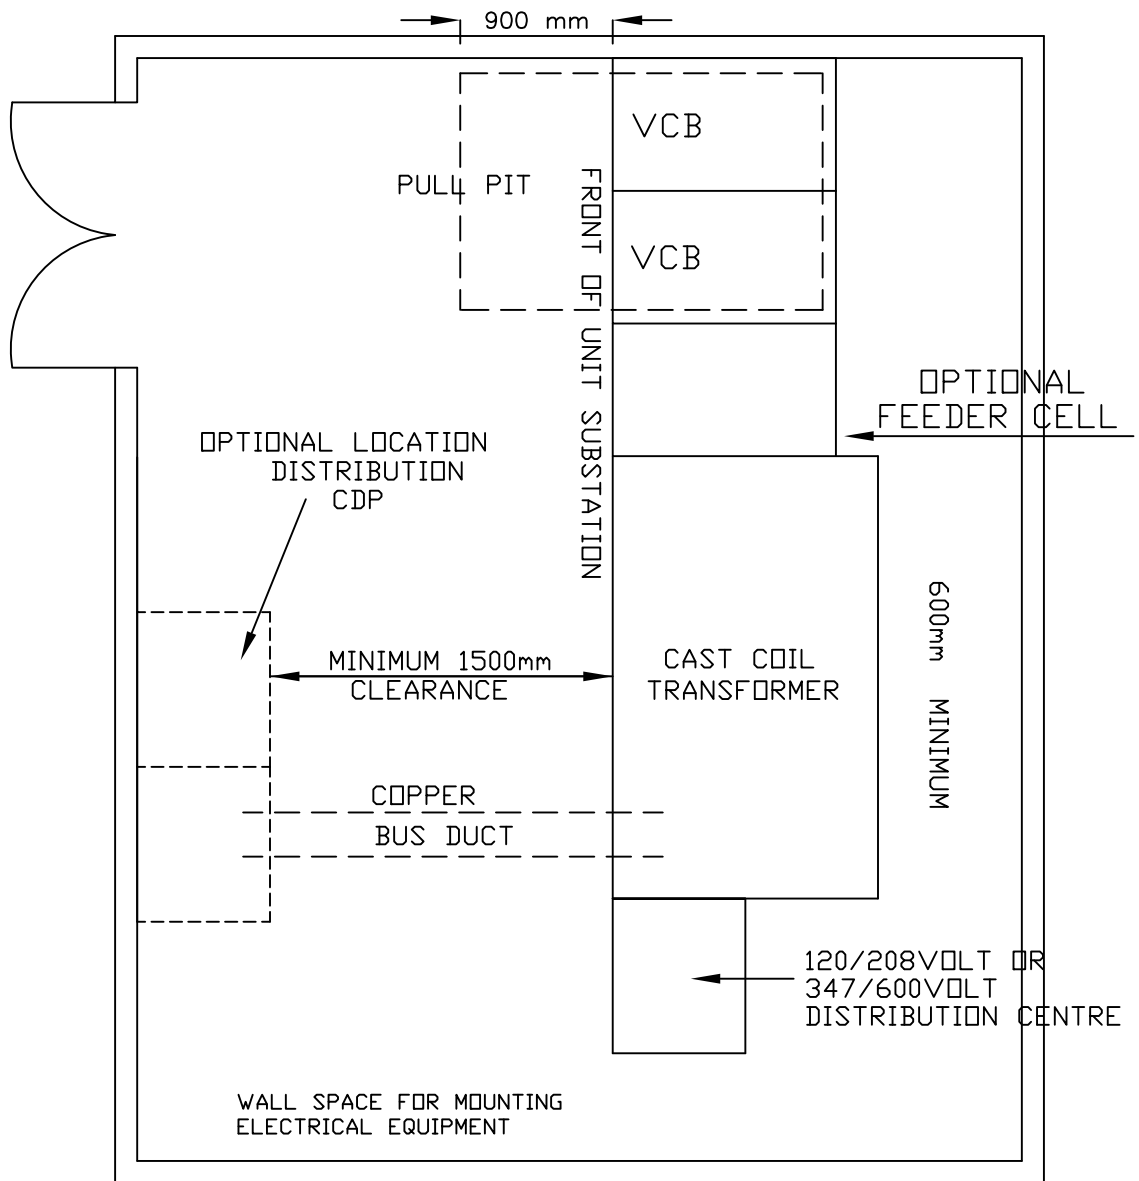 900 mm
VCB
PULL PIT
VCB
FRONT OF UNIT SUBSTATION
OPTIONAL
FEEDER CELL
OPTIONAL LOCATION
DISTRIBUTION
CDP
MINIMUM 1500mm
CLEARANCE
CAST COIL
TRANSFORMER
600mm MINIMUM
COPPER
BUS DUCT
120/208VOLT OR
347/600VOLT
DISTRIBUTION CENTRE
WALL SPACE FOR MOUNTING
ELECTRICAL EQUIPMENT